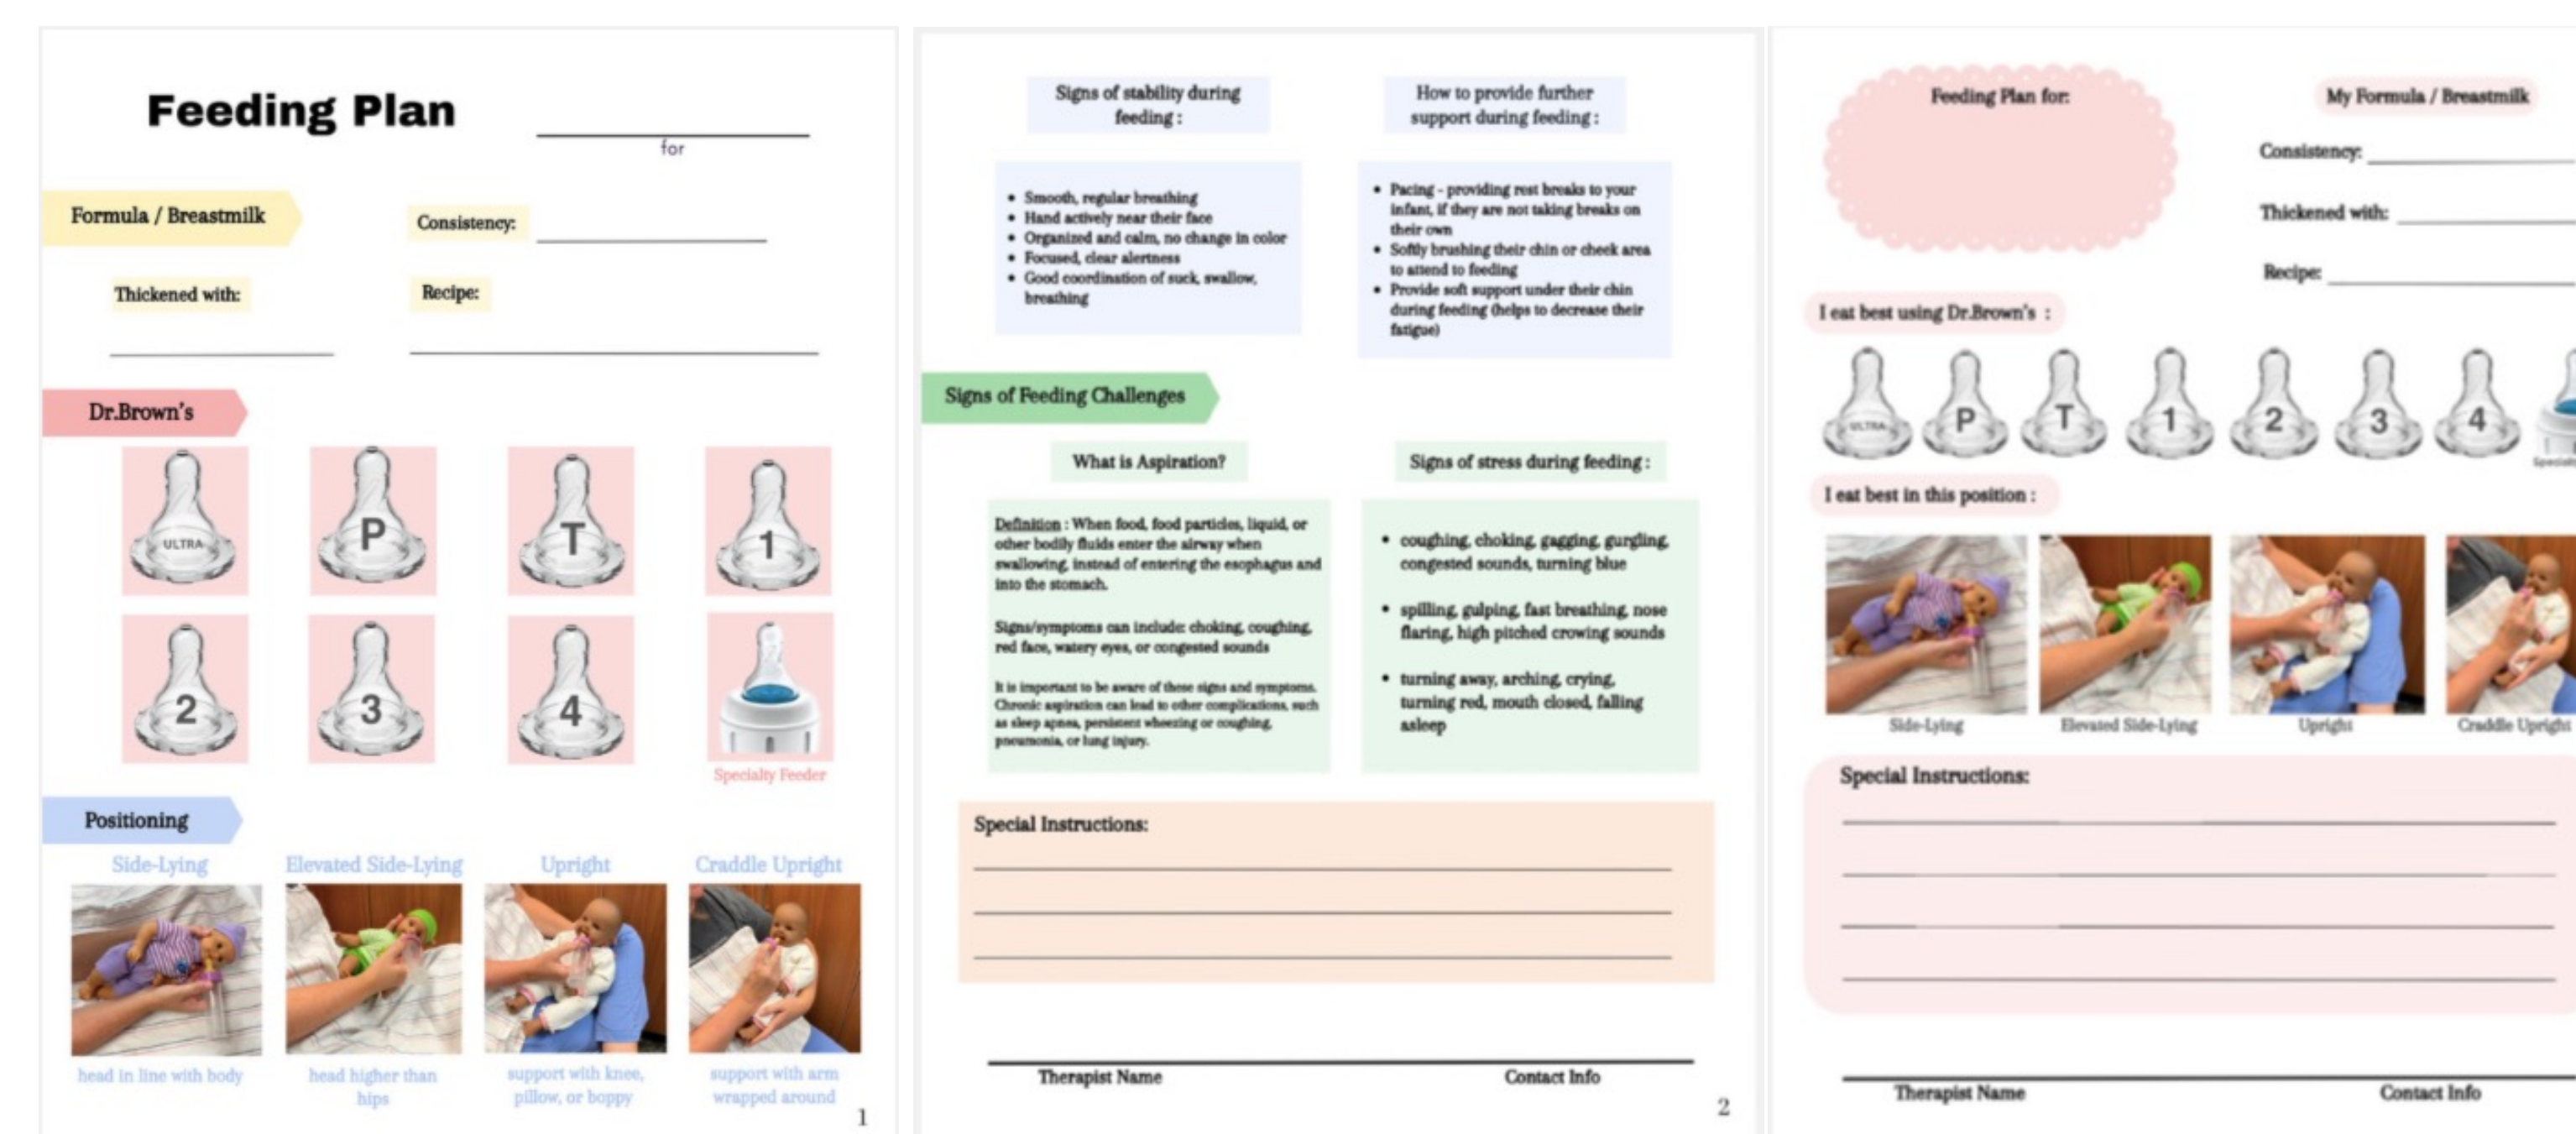 Feeding Plan
for
Formula / Breastmilk
Consistency:
Thickened with:
Recipe:
Dr.Brown's
ULTRA
P
T
1
2
3
4
Specialty Feeder
Positioning
Side-Lying
Elevated Side-Lying
Upright
Craddle Upright
head in line with body
head higher than
hips
support with knee,
pillow, or boppy
support with arm
wrapped around
1
Signs of stability during
feeding :
• Smooth, regular breathing
• Hand actively near their face
• Organized and calm, no change in color
• Focused, clear alertness
• Good coordination of suck, swallow,
breathing
How to provide further
support during feeding :
• Pacing - providing rest breaks to your
infant, if they are not taking breaks on
their own
• Softly brushing their chin or cheek area
to attend to feeding
• Provide soft support under their chin
during feeding (helps to decrease their
fatigue)
Signs of Feeding Challenges
What is Aspiration?
Definition : When food, food particles, liquid, or
other bodily fluids enter the airway when
swallowing, instead of entering the esophagus and
into the stomach.
Signs/symptoms can include: choking, coughing,
red face, watery eyes, or congested sounds
It is important to be aware of these signs and symptoms.
Chronic aspiration can lead to other complications, such
as sleep apnea, persistent wheezing or coughing,
pneumonia, or lung injury.
Signs of stress during feeding :
• coughing, choking, gagging, gurgling,
congested sounds, turning blue
• spilling, gulping, fast breathing, nose
flaring, high pitched crowing sounds
• turning away, arching, crying,
turning red, mouth closed, falling
asleep
Special Instructions:
Therapist Name
Contact Info
2
Feeding Plan for:
My Formula / Breastmilk
Consistency:
Thickened with:
Recipe:
I eat best using Dr.Brown's :
ULTRA
P
T
1
2
3
4
I eat best in this position :
Side-Lying
Elevated Side-Lying
Upright
Craddle Upright
Special Instructions:
Therapist Name
Contact Info